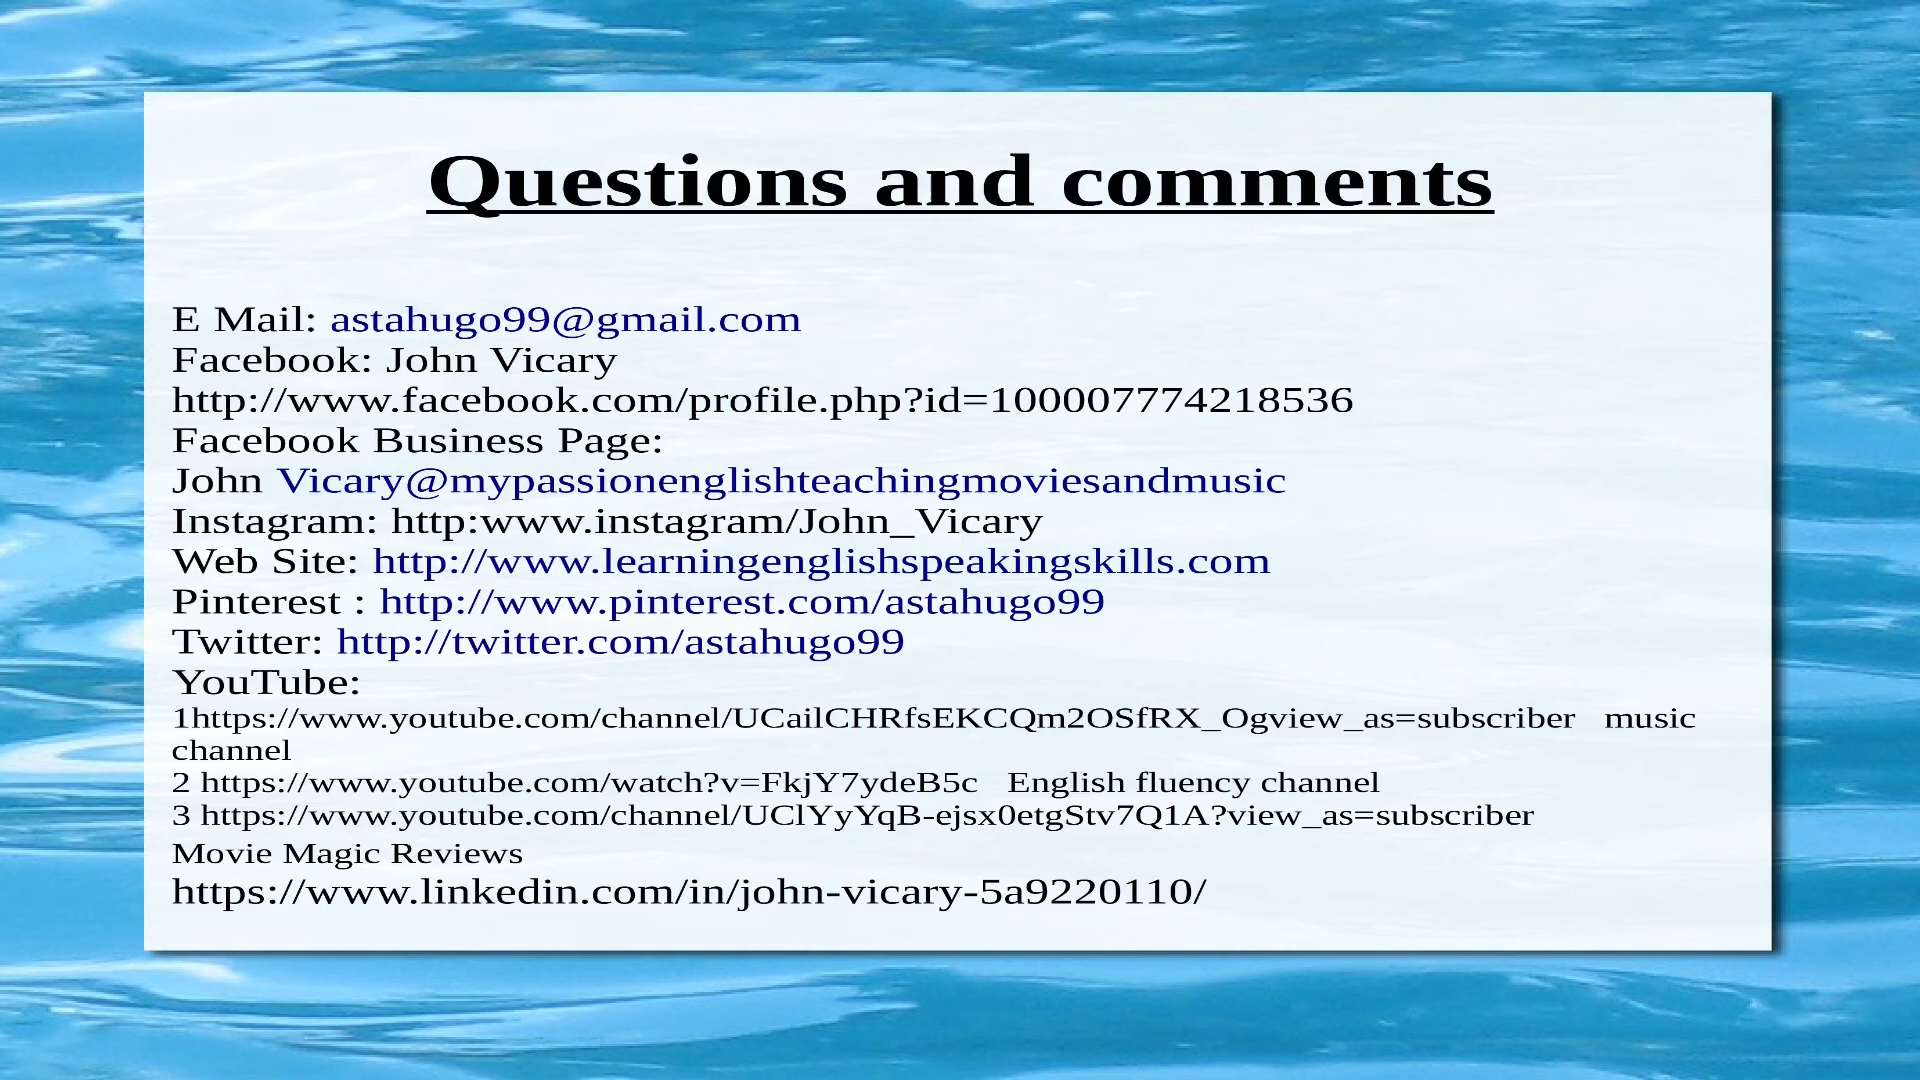 Questions and comments
E Mail: astahugo99@gmail.com
Facebook: John Vicary
http://www.facebook.com/profile.php?id=100007774218536
Facebook Business Page:
John Vicary@mypassionenglishteachingmoviesandmusic
Instagram: http:www.instagram/John_Vicary
Web Site: http://www.learningenglishspeakingskills.com
Pinterest : http://www.pinterest.com/astahugo99
Twitter: http://twitter.com/astahugo99
YouTube:
1https://www.youtube.com/channel/UCailCHRfsEKCQm2OSfRX_Ogview_as=subscriber music
channel
2 https://www.youtube.com/watch?v=FkjY7ydeB5c English fluency channel
3 https://www.youtube.com/channel/UClYyYqB-ejsx0etgStv7Q1A?view_as=subscriber
Movie Magic Reviews
https://www.linkedin.com/in/john-vicary-5a9220110/